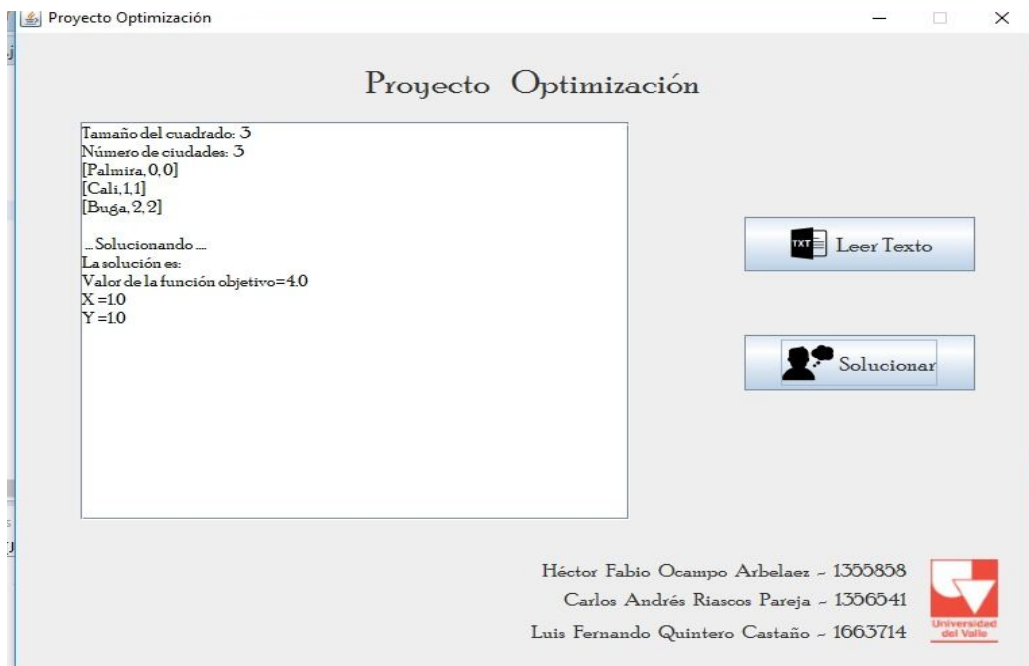 Proyecto Optimización
Proyecto Optimización
Tamaño del cuadrado: 3
Número de ciudades: 3
[Palmira, 0, 0]
[Cali, 1, 1]
[Buga, 2, 2]
... Solucionando ....
La solución es:
Valor de la función objetivo=4.0
X =1.0
Y =1.0
TXT Leer Texto
Solucionar
Héctor Fabio Ocampo Arbelaez ~ 1355858
Carlos Andrés Riascos Pareja ~ 1356541
Luis Fernando Quintero Castaño ~ 1663714
Universidad
del Valle